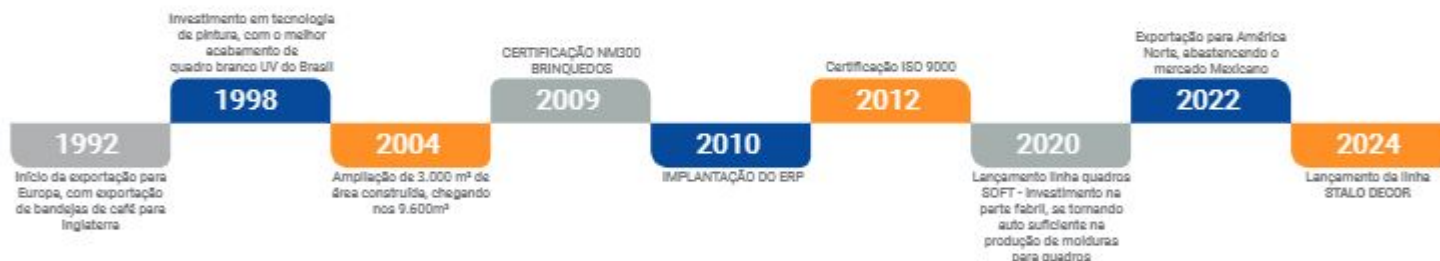 1992
Início da exportação para
Europa, com exportação
de bandejas de café para
Inglaterra
Investimento em tecnologia
de pintura, com o melhor
acabamento de
quadro branco UV do Brasil
1998
2004
Ampliação de 3.000 m² de
área construída, chegando
nos 9.600m²
CERTIFICAÇÃO NM300
BRINQUEDOS
2009
2010
IMPLANTAÇÃO DO ERP
Certificação ISO 9000
2012
2020
Lançamento linha quadros
SOFT - Investimento na
parte fabril, se tornando
auto suficiente na
produção de molduras
para quadros
Exportação para América
Norte, abastencendo o
mercado Mexicano
2022
2024
Lançamento da linha
STALO DECOR